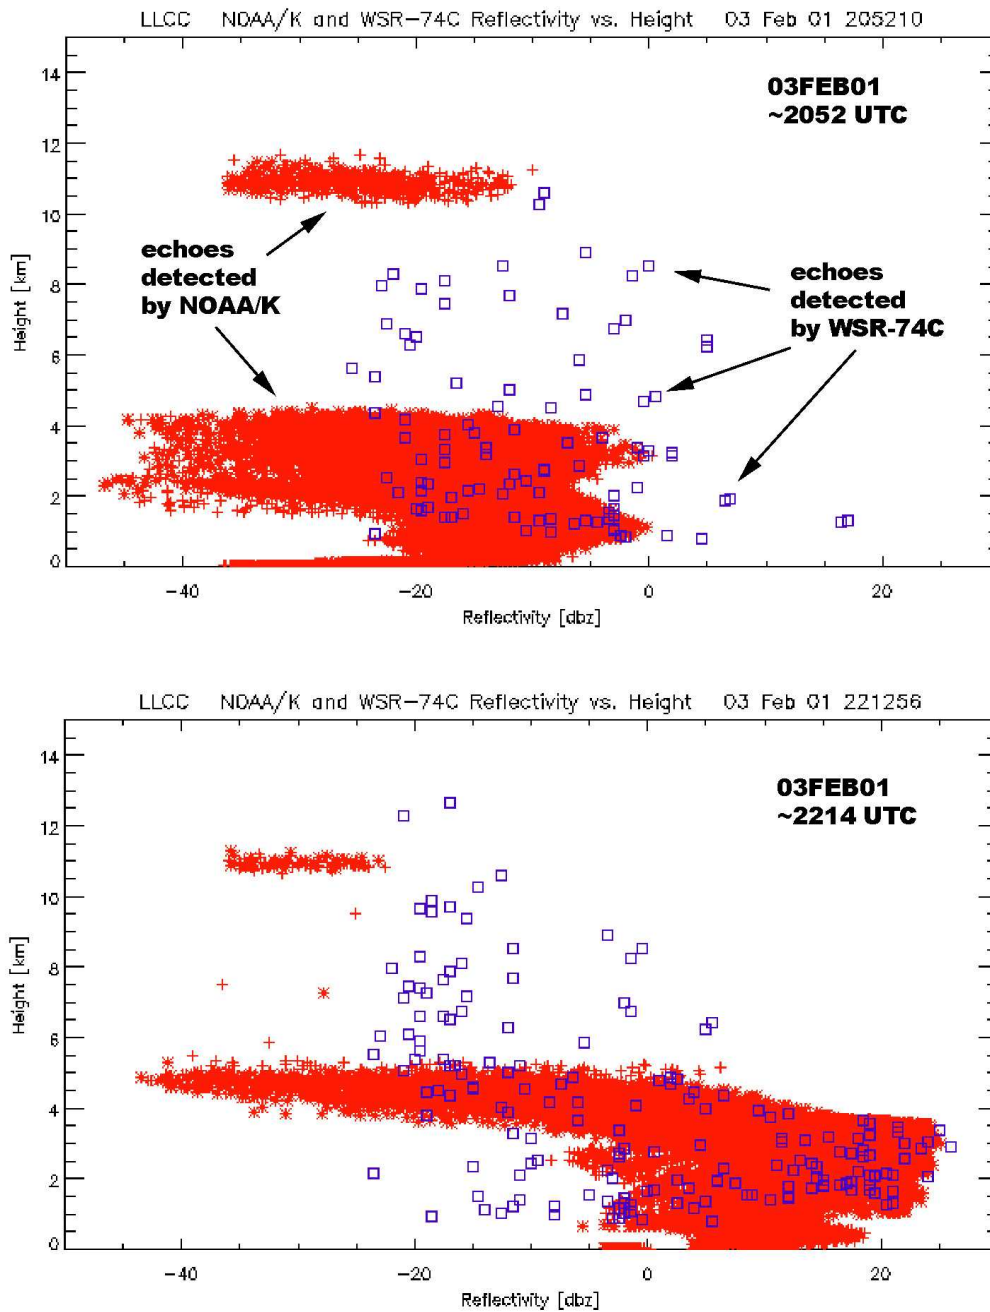 LLCC NOAA/K and WSR-74C Reflectivity vs. Height 03 Feb 01 205210
14
12
10
8
6
4
2
0
Height [km]
03FEB01
~2052 UTC
echoes
detected
by NOAA/K
echoes
detected
by WSR-74C
-40 -20 0 20
Reflectivity [dbz]
LLCC NOAA/K and WSR-74C Reflectivity vs. Height 03 Feb 01 221256
14
12
10
8
6
4
2
0
Height [km]
03FEB01
~2214 UTC
-40 -20 0 20
Reflectivity [dbz]